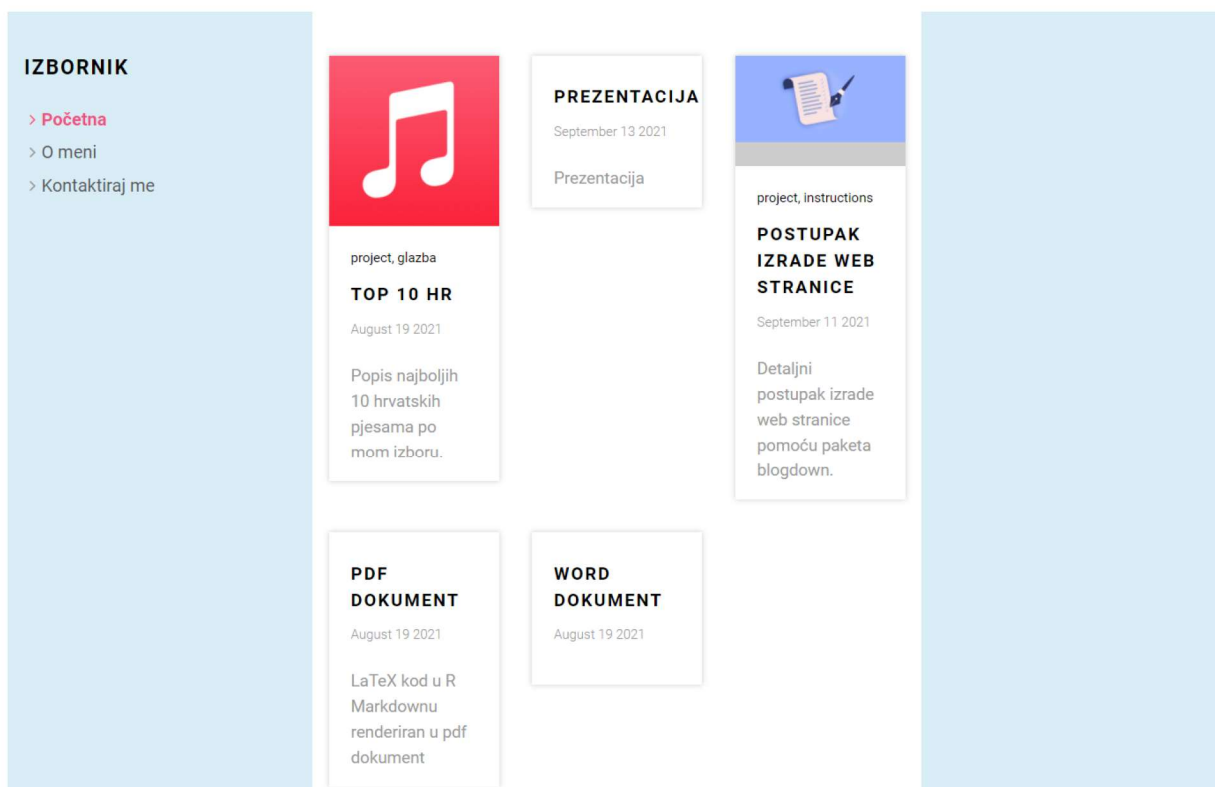 IZBORNIK
> Početna
> O meni
> Kontaktiraj me
project, glazba
TOP 10 HR
August 19 2021
Popis najboljih
10 hrvatskih
pjesama po
mom izboru.
PREZENTACIJA
September 13 2021
Prezentacija
project, instructions
POSTUPAK
IZRADE WEB
STRANICE
September 11 2021
Detaljni
postupak izrade
web stranice
pomoću paketa
blogdown.
PDF
DOKUMENT
August 19 2021
LaTeX kod u R
Markdownu
renderiran u pdf
dokument
WORD
DOKUMENT
August 19 2021